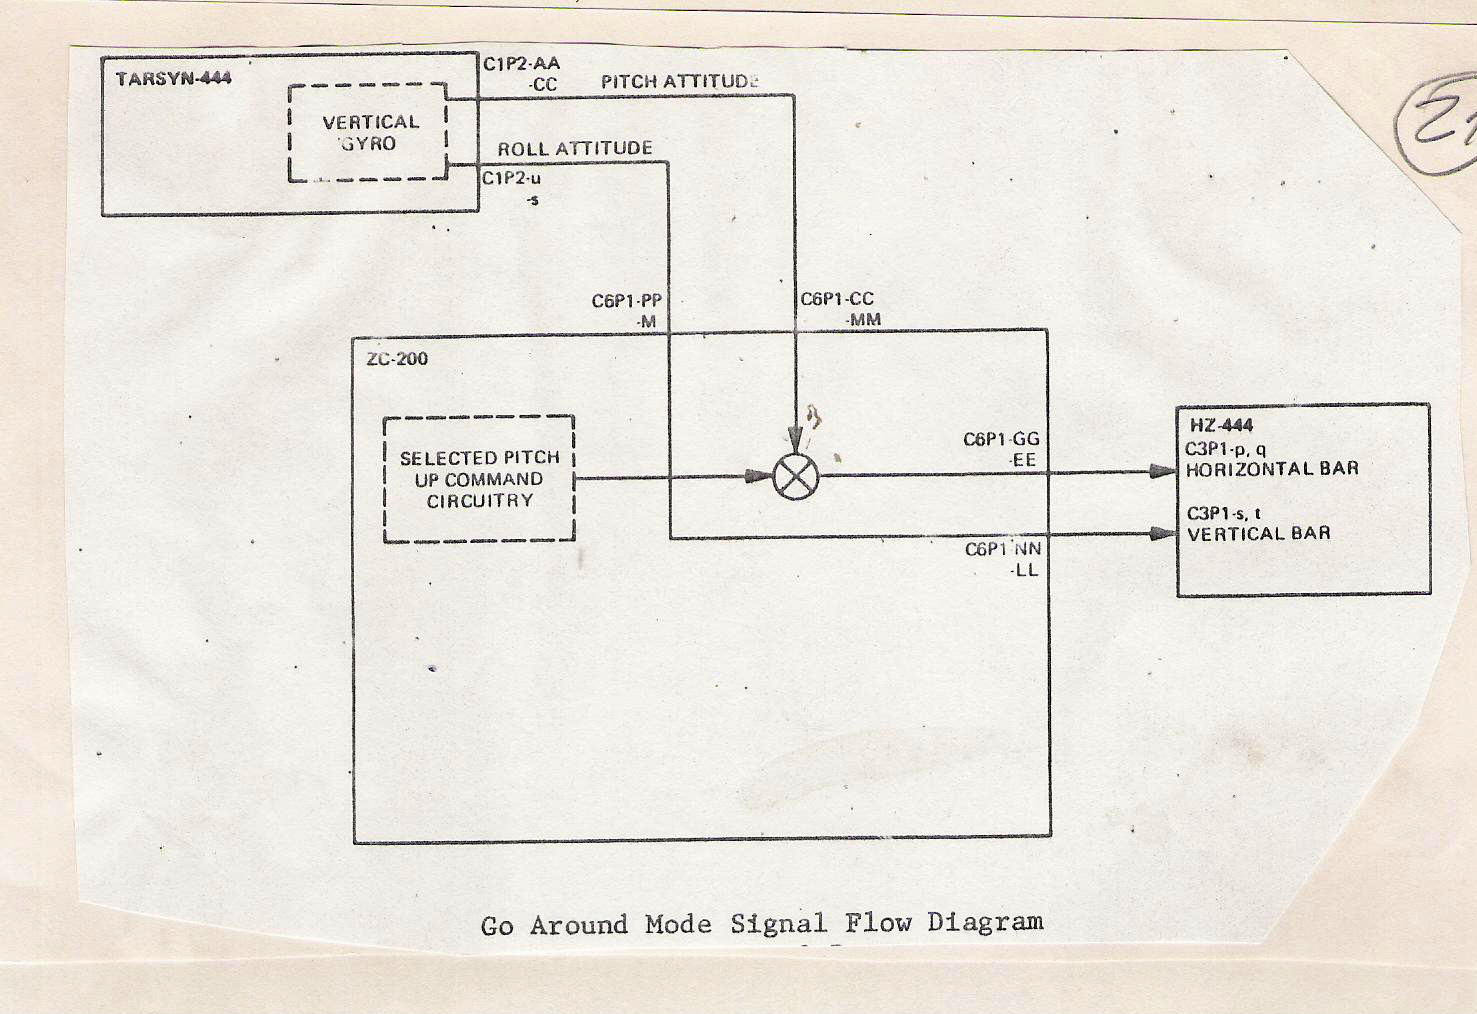 TARSYN-444
VERTICAL
GYRO
C1P2-AA
-CC
PITCH ATTITUDE
ROLL ATTITUDE
C1P2-u
-s
C6P1-PP
-M
C6P1-CC
-MM
ZC-200
SELECTED PITCH
UP COMMAND
CIRCUITRY
C6P1-GG
-EE
C6P1 NN
-LL
HZ-444
C3P1-p, q
HORIZONTAL BAR
C3P1-s, t
VERTICAL BAR
Go Around Mode Signal Flow Diagram